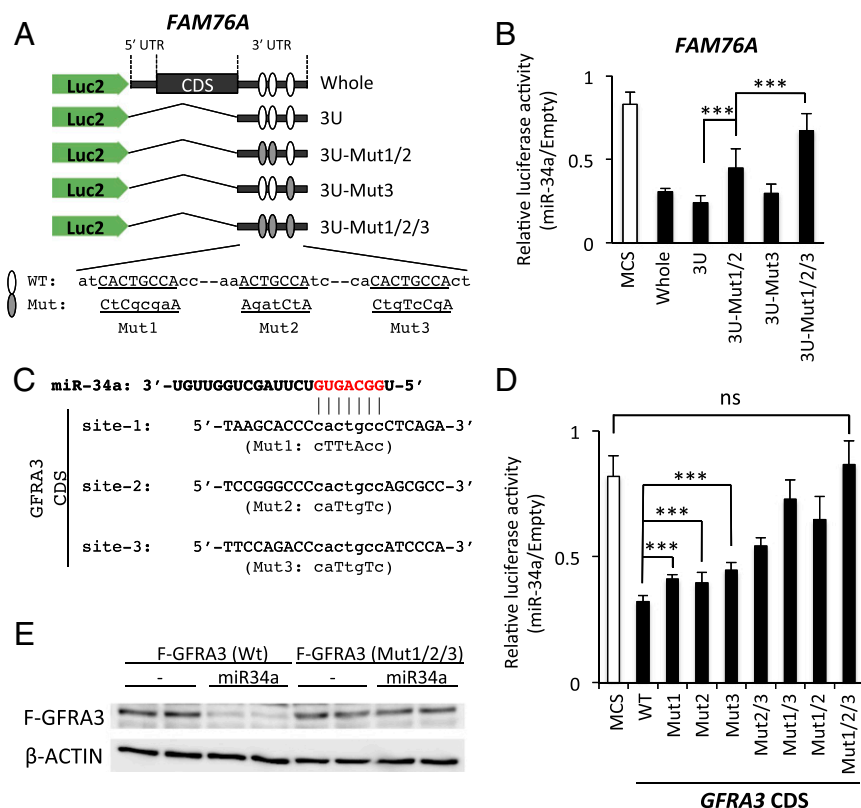 A
FAM76A
5′ UTR
3′ UTR
Luc2
CDS
Whole
Luc2
3U
Luc2
3U-Mut1/2
Luc2
3U-Mut3
Luc2
3U-Mut1/2/3
WT: atCACTGCCAcc--aaACTGCCAtc--caCACTGCCAct
Mut: CtCgcgaA AgatCtA CtgTcCgA
Mut1 Mut2 Mut3
B
FAM76A
Relative luciferase activity
(miR-34a/Empty)
1
0.5
0
***
***
MCS
Whole
3U
3U-Mut1/2
3U-Mut3
3U-Mut1/2/3
C
miR-34a: 3′-UGUUGGUCGAUUCUGUGACGGU-5′
GFRA3
CDS
site-1: 5′-TAAGCACCCcactgccCTCAGA-3′
(Mut1: cTTtAcc)
site-2: 5′-TCCGGGCCCcactgccAGCGCC-3′
(Mut2: caTtgTc)
site-3: 5′-TTCCAGACCcactgccATCCCA-3′
(Mut3: caTtgTc)
D
Relative luciferase activity
(miR-34a/Empty)
1
0.5
0
ns
***
***
***
MCS
WT
Mut1
Mut2
Mut3
Mut2/3
Mut1/3
Mut1/2
Mut1/2/3
GFRA3 CDS
E
F-GFRA3 (Wt) F-GFRA3 (Mut1/2/3)
- miR34a - miR34a
F-GFRA3
β-ACTIN